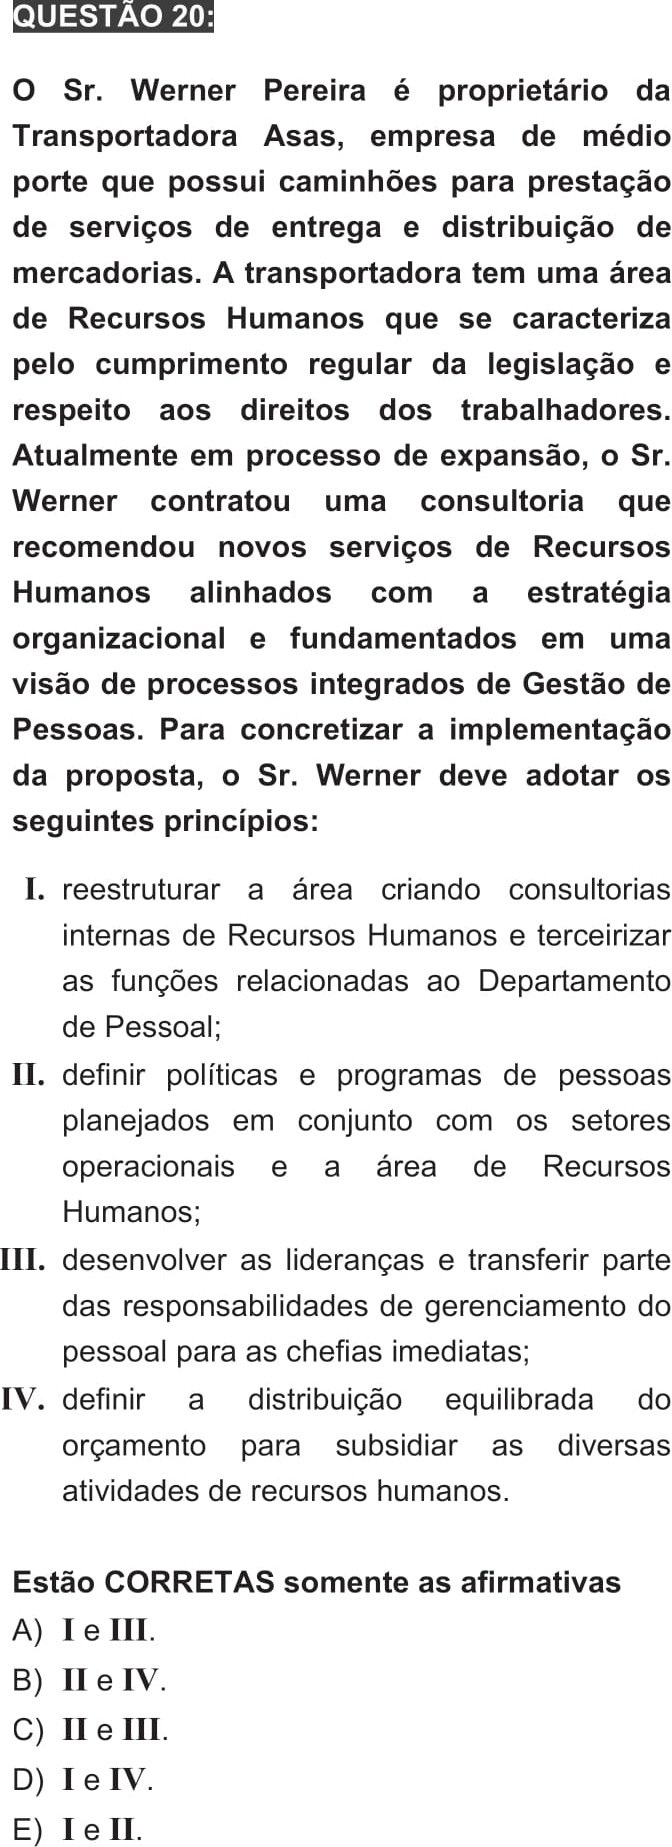 QUESTÃO 20:
O Sr. Werner Pereira é proprietário da
Transportadora Asas, empresa de médio
porte que possui caminhões para prestação
de serviços de entrega e distribuição de
mercadorias. A transportadora tem uma área
de Recursos Humanos que se caracteriza
pelo cumprimento regular da legislação e
respeito aos direitos dos trabalhadores.
Atualmente em processo de expansão, o Sr.
Werner contratou uma consultoria que
recomendou novos serviços de Recursos
Humanos alinhados com a estratégia
organizacional e fundamentados em uma
visão de processos integrados de Gestão de
Pessoas. Para concretizar a implementação
da proposta, o Sr. Werner deve adotar os
seguintes princípios:
I. reestruturar a área criando consultorias
internas de Recursos Humanos e terceirizar
as funções relacionadas ao Departamento
de Pessoal;
II. definir políticas e programas de pessoas
planejados em conjunto com os setores
operacionais e a área de Recursos
Humanos;
III. desenvolver as lideranças e transferir parte
das responsabilidades de gerenciamento do
pessoal para as chefias imediatas;
IV. definir a distribuição equilibrada do
orçamento para subsidiar as diversas
atividades de recursos humanos.
Estão CORRETAS somente as afirmativas
A) I e III.
B) II e IV.
C) II e III.
D) I e IV.
E) I e II.